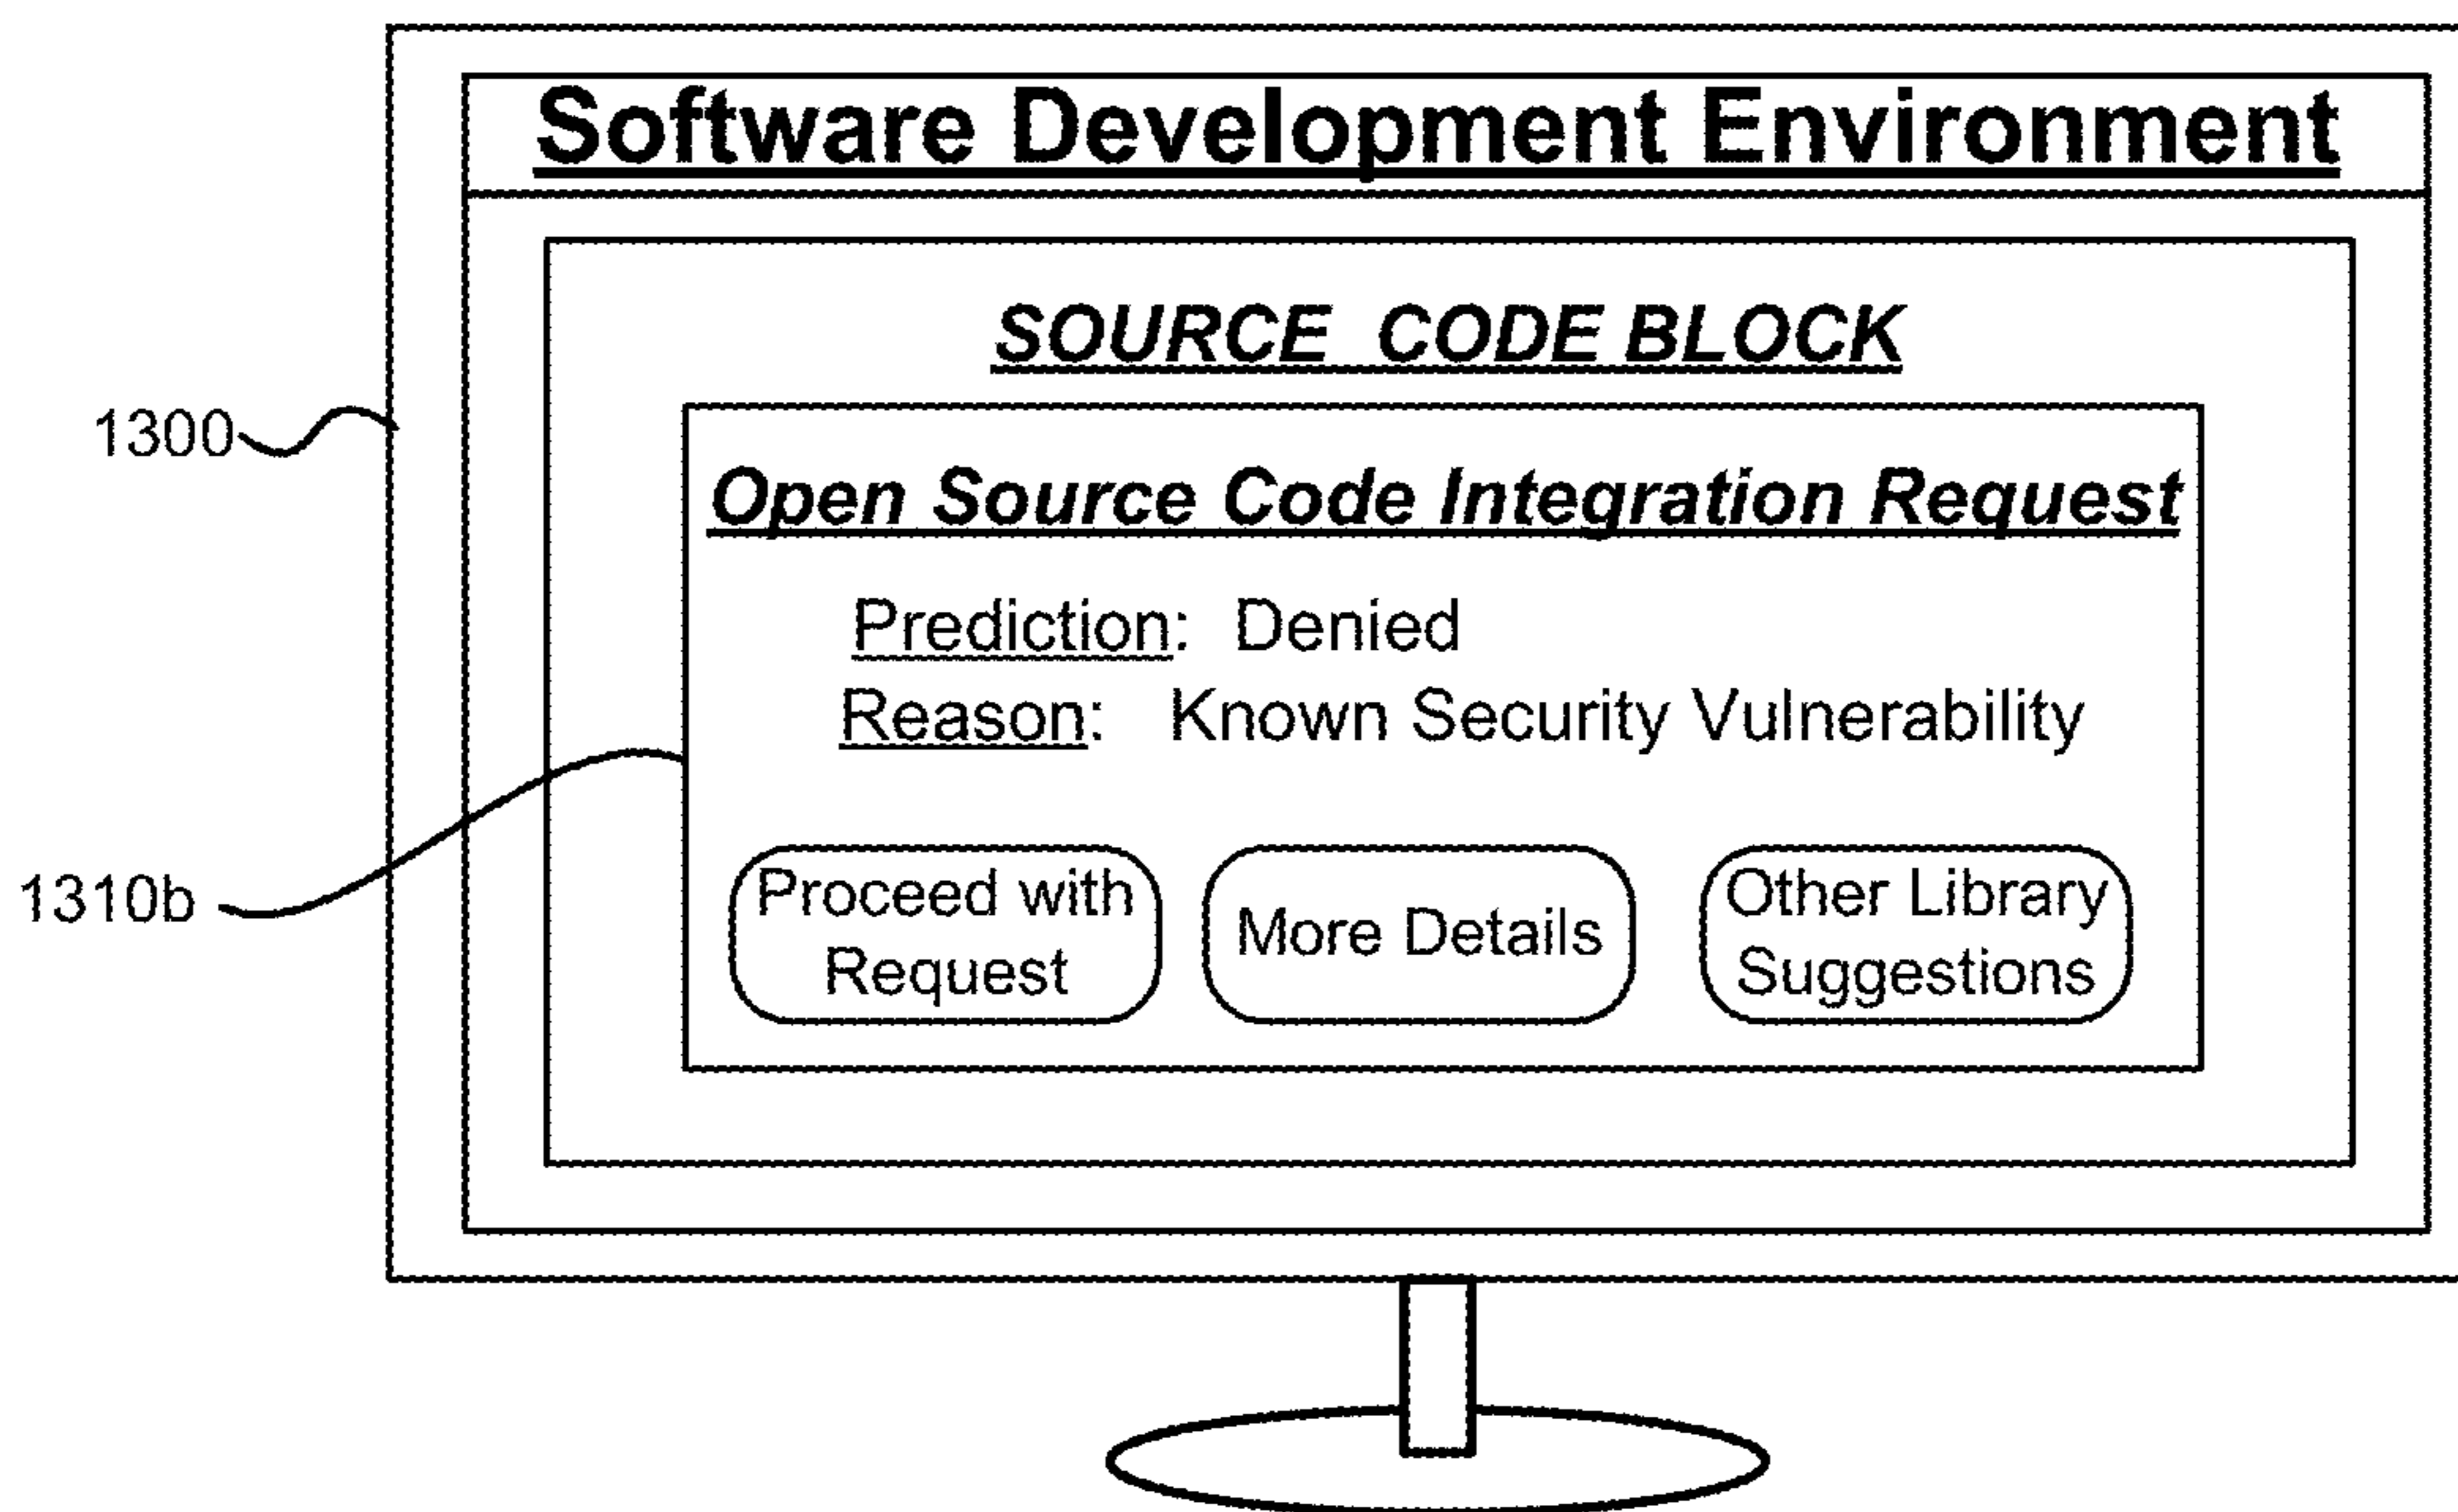 Software Development Environment
SOURCE CODE BLOCK
1300
Open Source Code Integration Request
Prediction: Denied
Reason: Known Security Vulnerability
1310b
Proceed with
Request
More Details
Other Library
Suggestions